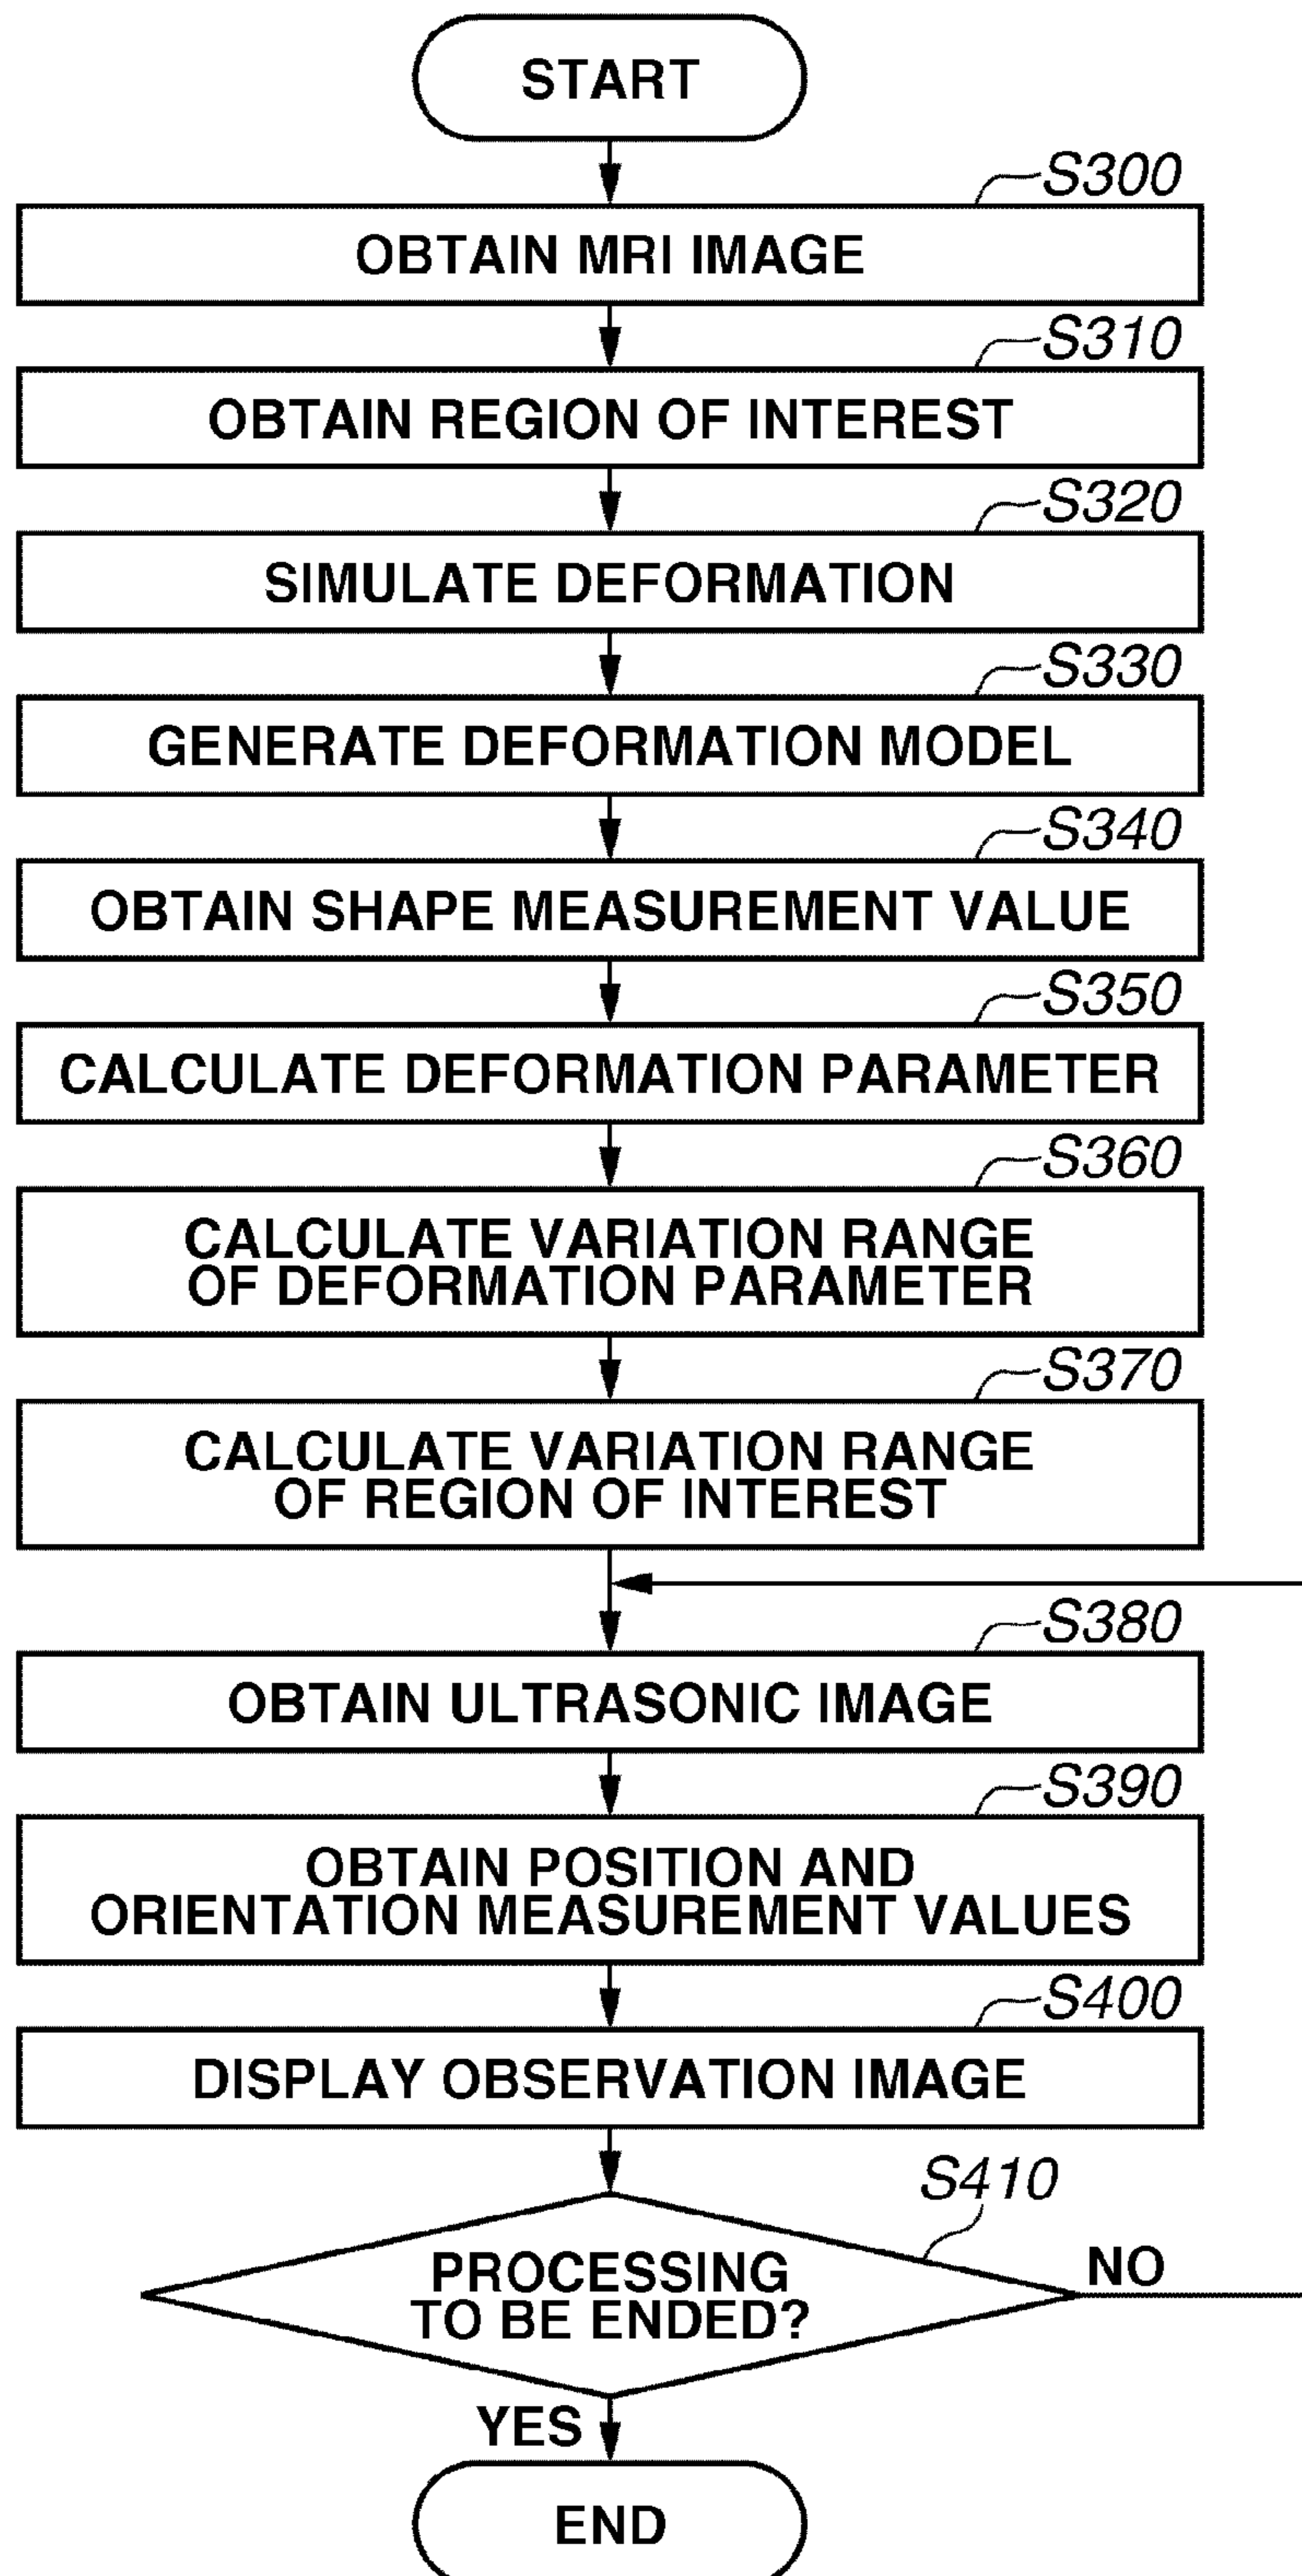 START
S300
OBTAIN MRI IMAGE
S310
OBTAIN REGION OF INTEREST
S320
SIMULATE DEFORMATION
S330
GENERATE DEFORMATION MODEL
S340
OBTAIN SHAPE MEASUREMENT VALUE
S350
CALCULATE DEFORMATION PARAMETER
S360
CALCULATE VARIATION RANGE
OF DEFORMATION PARAMETER
S370
CALCULATE VARIATION RANGE
OF REGION OF INTEREST
S380
OBTAIN ULTRASONIC IMAGE
S390
OBTAIN POSITION AND
ORIENTATION MEASUREMENT VALUES
S400
DISPLAY OBSERVATION IMAGE
S410
PROCESSING
TO BE ENDED?
NO
YES
END